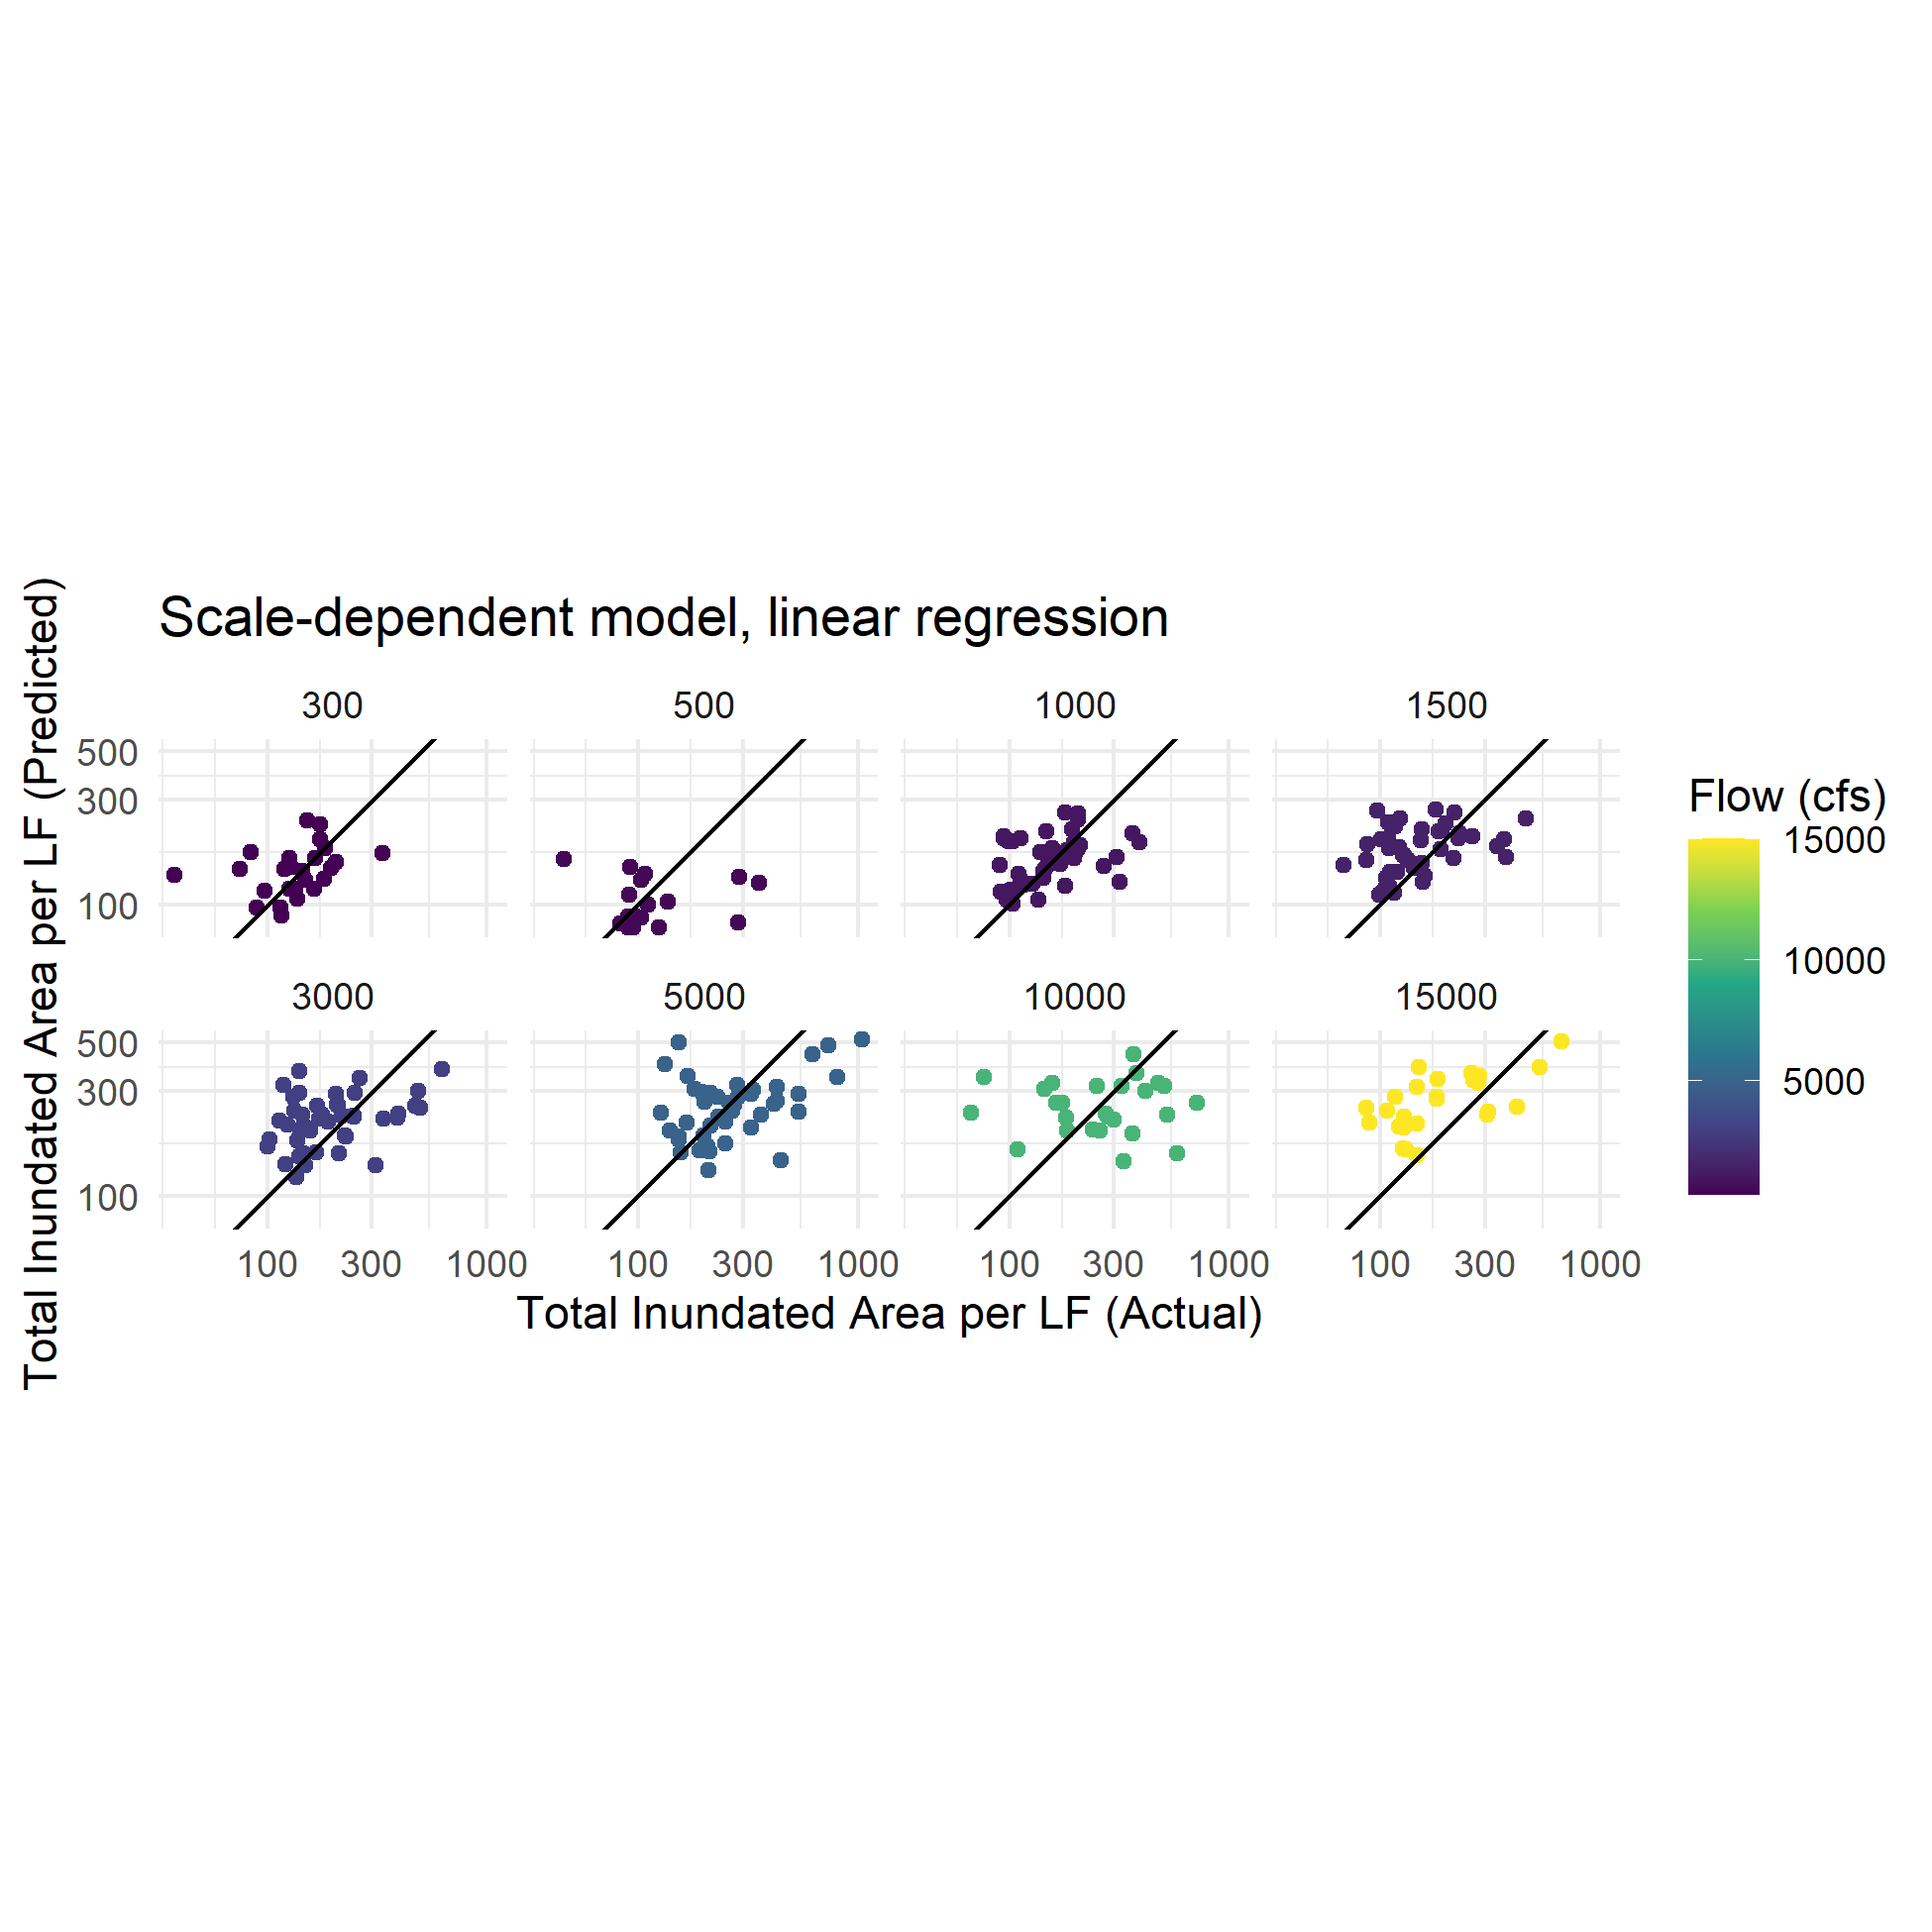 Scale-dependent model, linear regression
Total Inundated Area per LF (Predicted)
300 500 1000 1500
500
300
100
3000 5000 10000 15000
500
300
100
100 300 1000 100 300 1000 100 300 1000 100 300 1000
Total Inundated Area per LF (Actual)
Flow (cfs)
15000
10000
5000